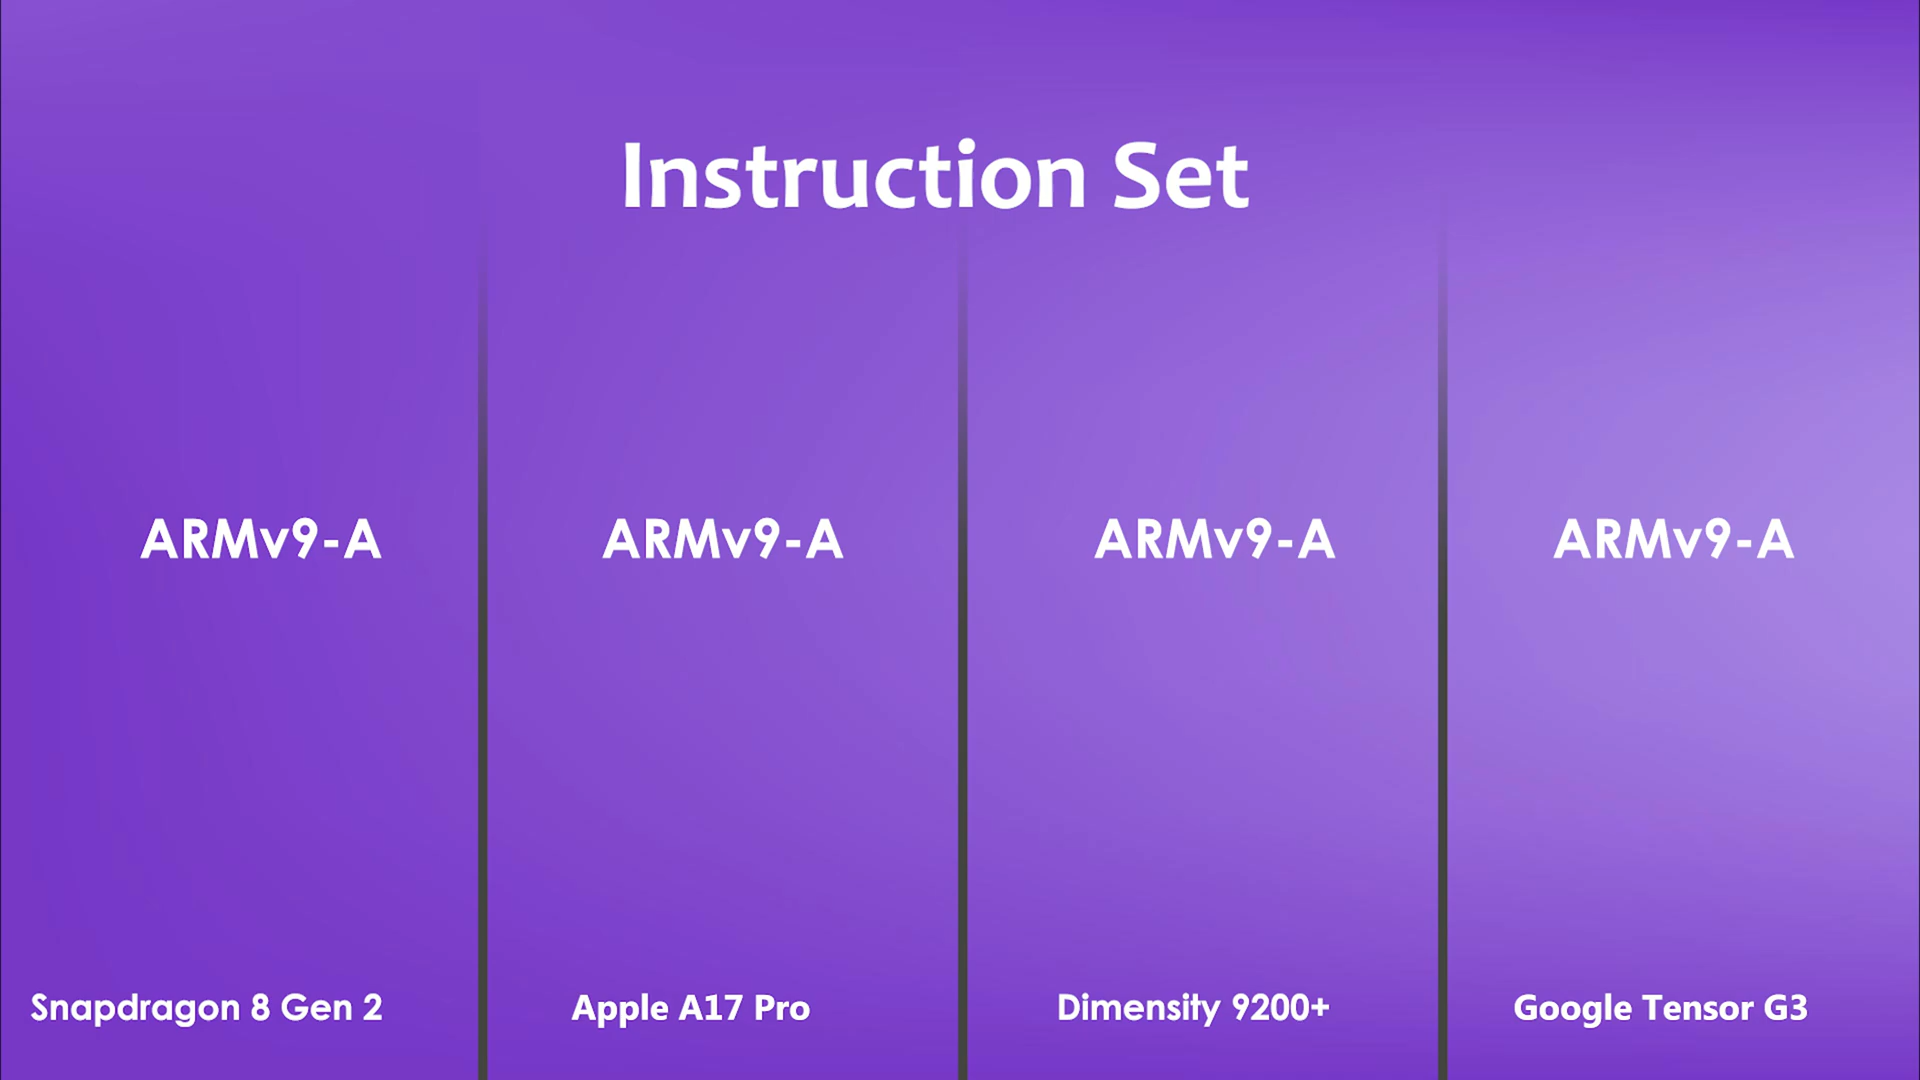 Instruction Set
ARMv9-A
ARMv9-A
ARMv9-A
ARMv9-A
Snapdragon 8 Gen 2
Apple A17 Pro
Dimensity 9200+
Google Tensor G3